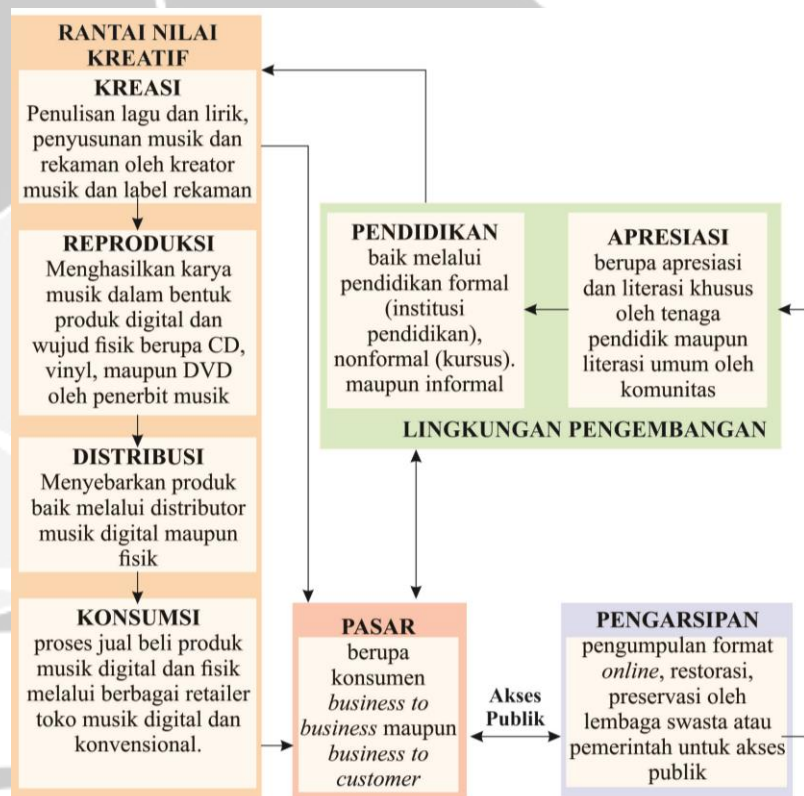 RANTAI NILAI
KREATIF
KREASI
Penulisan lagu dan lirik,
penyusunan musik dan
rekaman oleh kreator
musik dan label rekaman
REPRODUKSI
Menghasilkan karya
musik dalam bentuk
produk digital dan
wujud fisik berupa CD,
vinyl, maupun DVD
oleh penerbit musik
DISTRIBUSI
Menyebarkan produk
baik melalui distributor
musik digital maupun
fisik
KONSUMSI
proses jual beli produk
musik digital dan fisik
melalui berbagai retailer
toko musik digital dan
konvensional.
PENDIDIKAN
baik melalui
pendidikan formal
(institusi
pendidikan),
nonformal (kursus).
maupun informal
APRESIASI
berupa apresiasi
dan literasi khusus
oleh tenaga
pendidik maupun
literasi umum oleh
komunitas
LINGKUNGAN PENGEMBANGAN
PASAR
berupa
konsumen
business to
business maupun
business to
customer
Akses
Publik
PENGARSIPAN
pengumpulan format
online, restorasi,
preservasi oleh
lembaga swasta atau
pemerintah untuk akses
publik